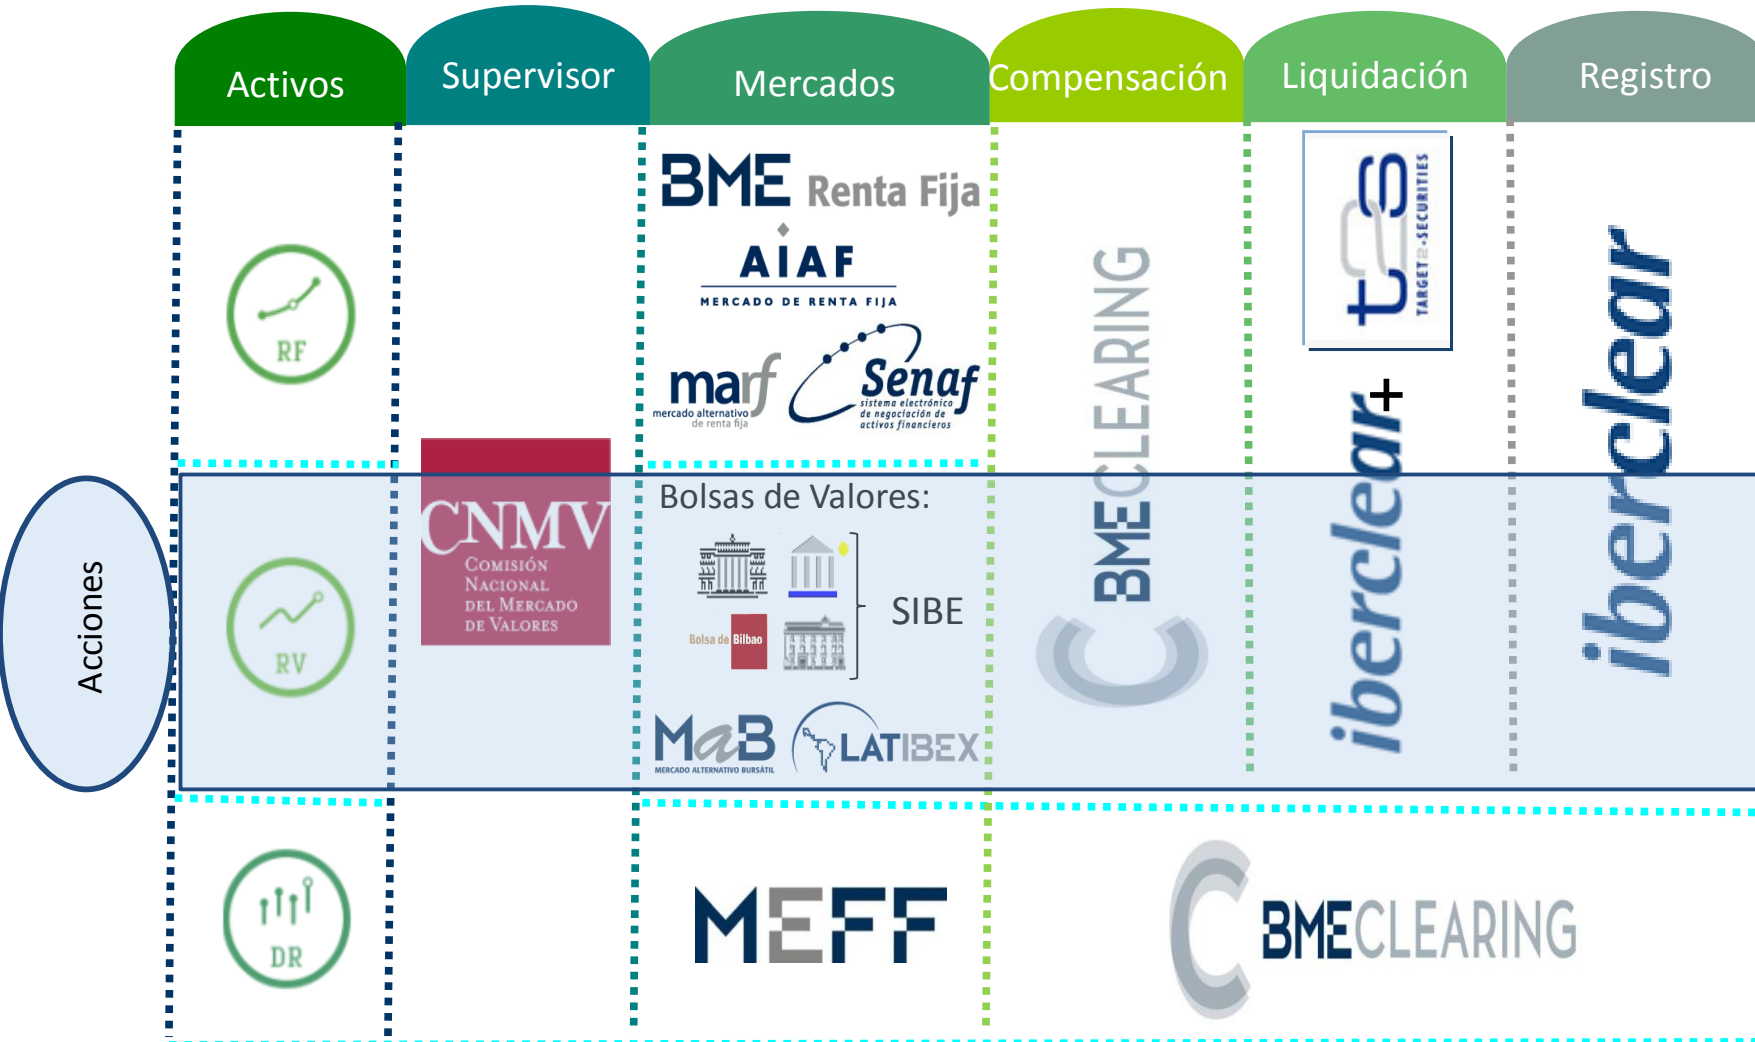 Activos
Supervisor
Mercados
Compensación
Liquidación
Registro
BME Renta Fija
AIAF
MERCADO DE RENTA FIJA
marf
mercado alternativo
de renta fija
Senaf
sistema electrónico
de negociación de
activos financieros
RF
BMECLEARING
t2s
TARGET2-SECURITIES
+
iberclear
iberclear
Acciones
RV
CNMV
COMISIÓN
NACIONAL
DEL MERCADO
DE VALORES
Bolsas de Valores:
Bolsa de Bilbao
SIBE
MaB
MERCADO ALTERNATIVO BURSÁTIL
LATIBEX
DR
MEFF
BMECLEARING